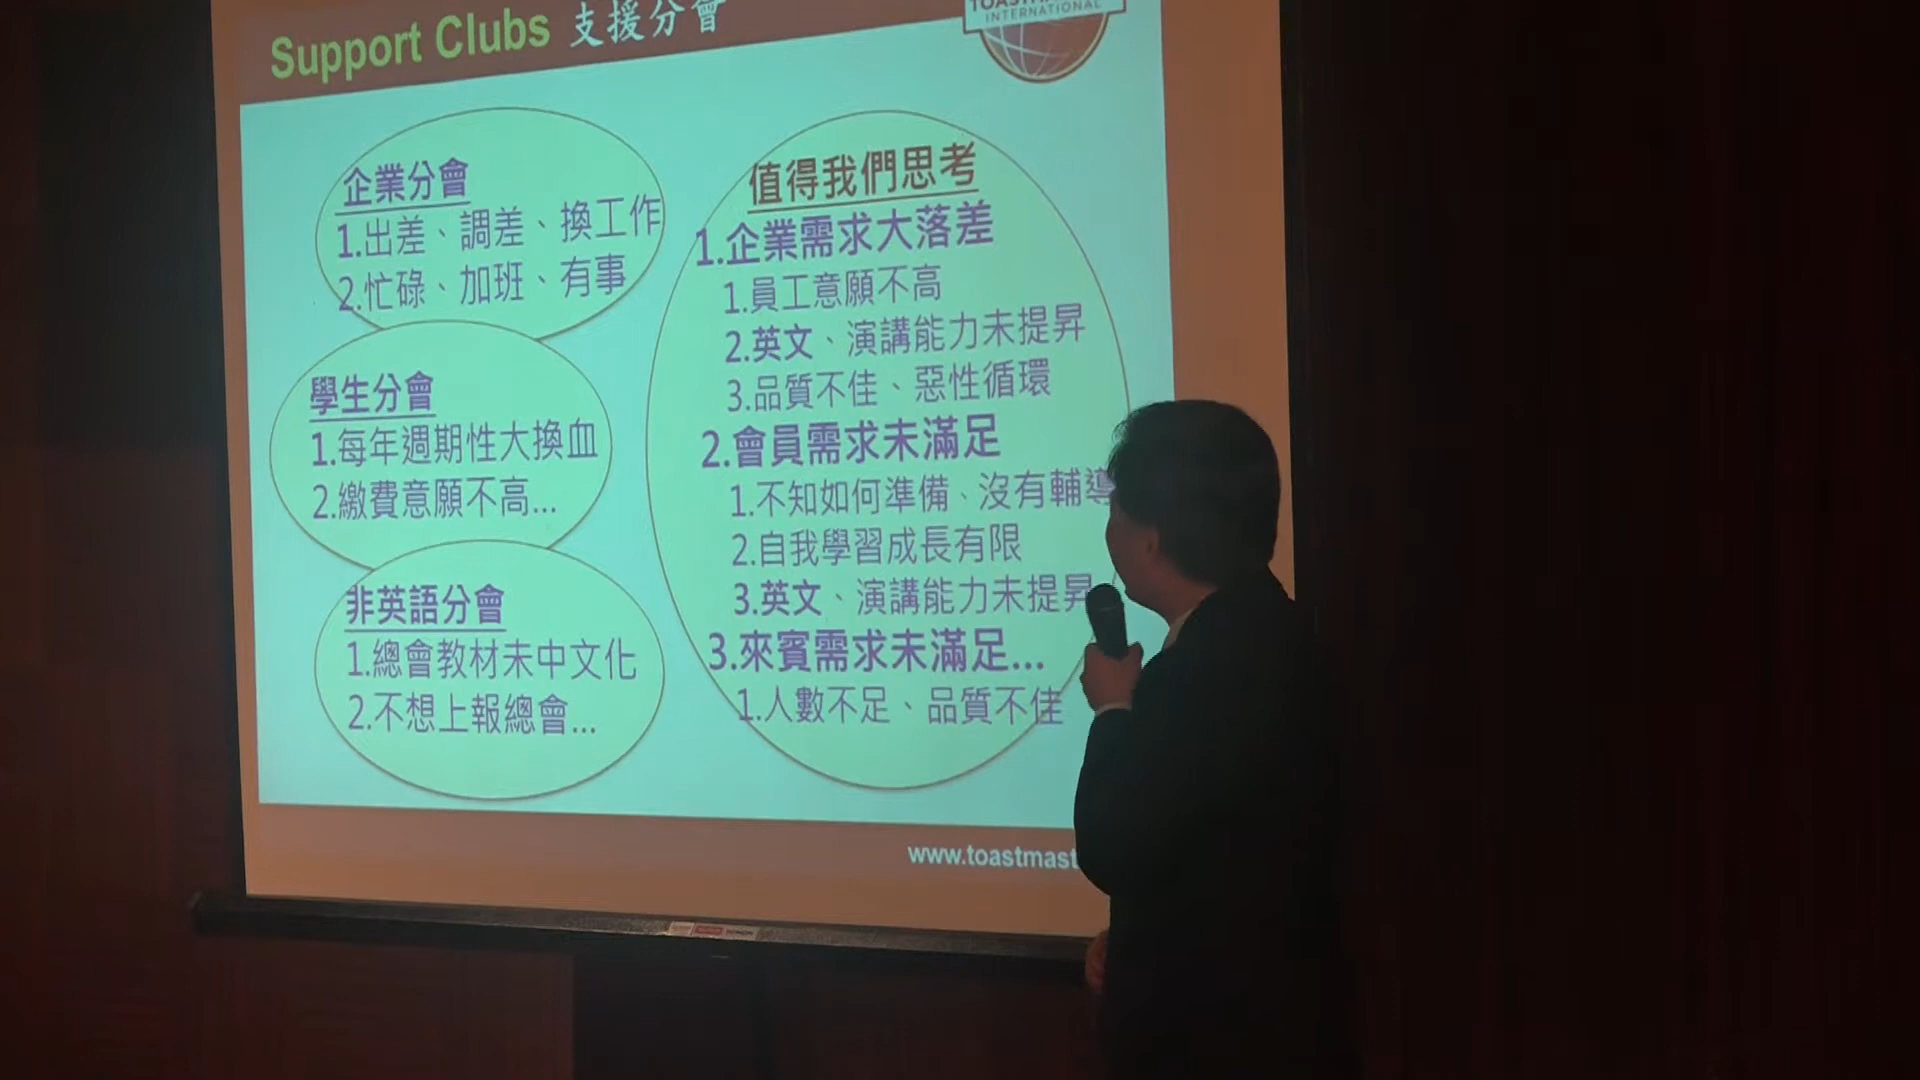 Support Clubs 支援分會
INTERNATIONAL
企業分會
1.出差、調差、換工作
2.忙碌、加班、有事
學生分會
1.每年週期性大換血
2.繳費意願不高...
非英語分會
1.總會教材未中文化
2.不想上報總會...
值得我們思考
1.企業需求大落差
1.員工意願不高
2.英文、演講能力未提昇
3.品質不佳、惡性循環
2.會員需求未滿足
1.不知如何準備、沒有輔導
2.自我學習成長有限
3.英文、演講能力未提昇
3.來賓需求未滿足...
1.人數不足、品質不佳
www.toastmast